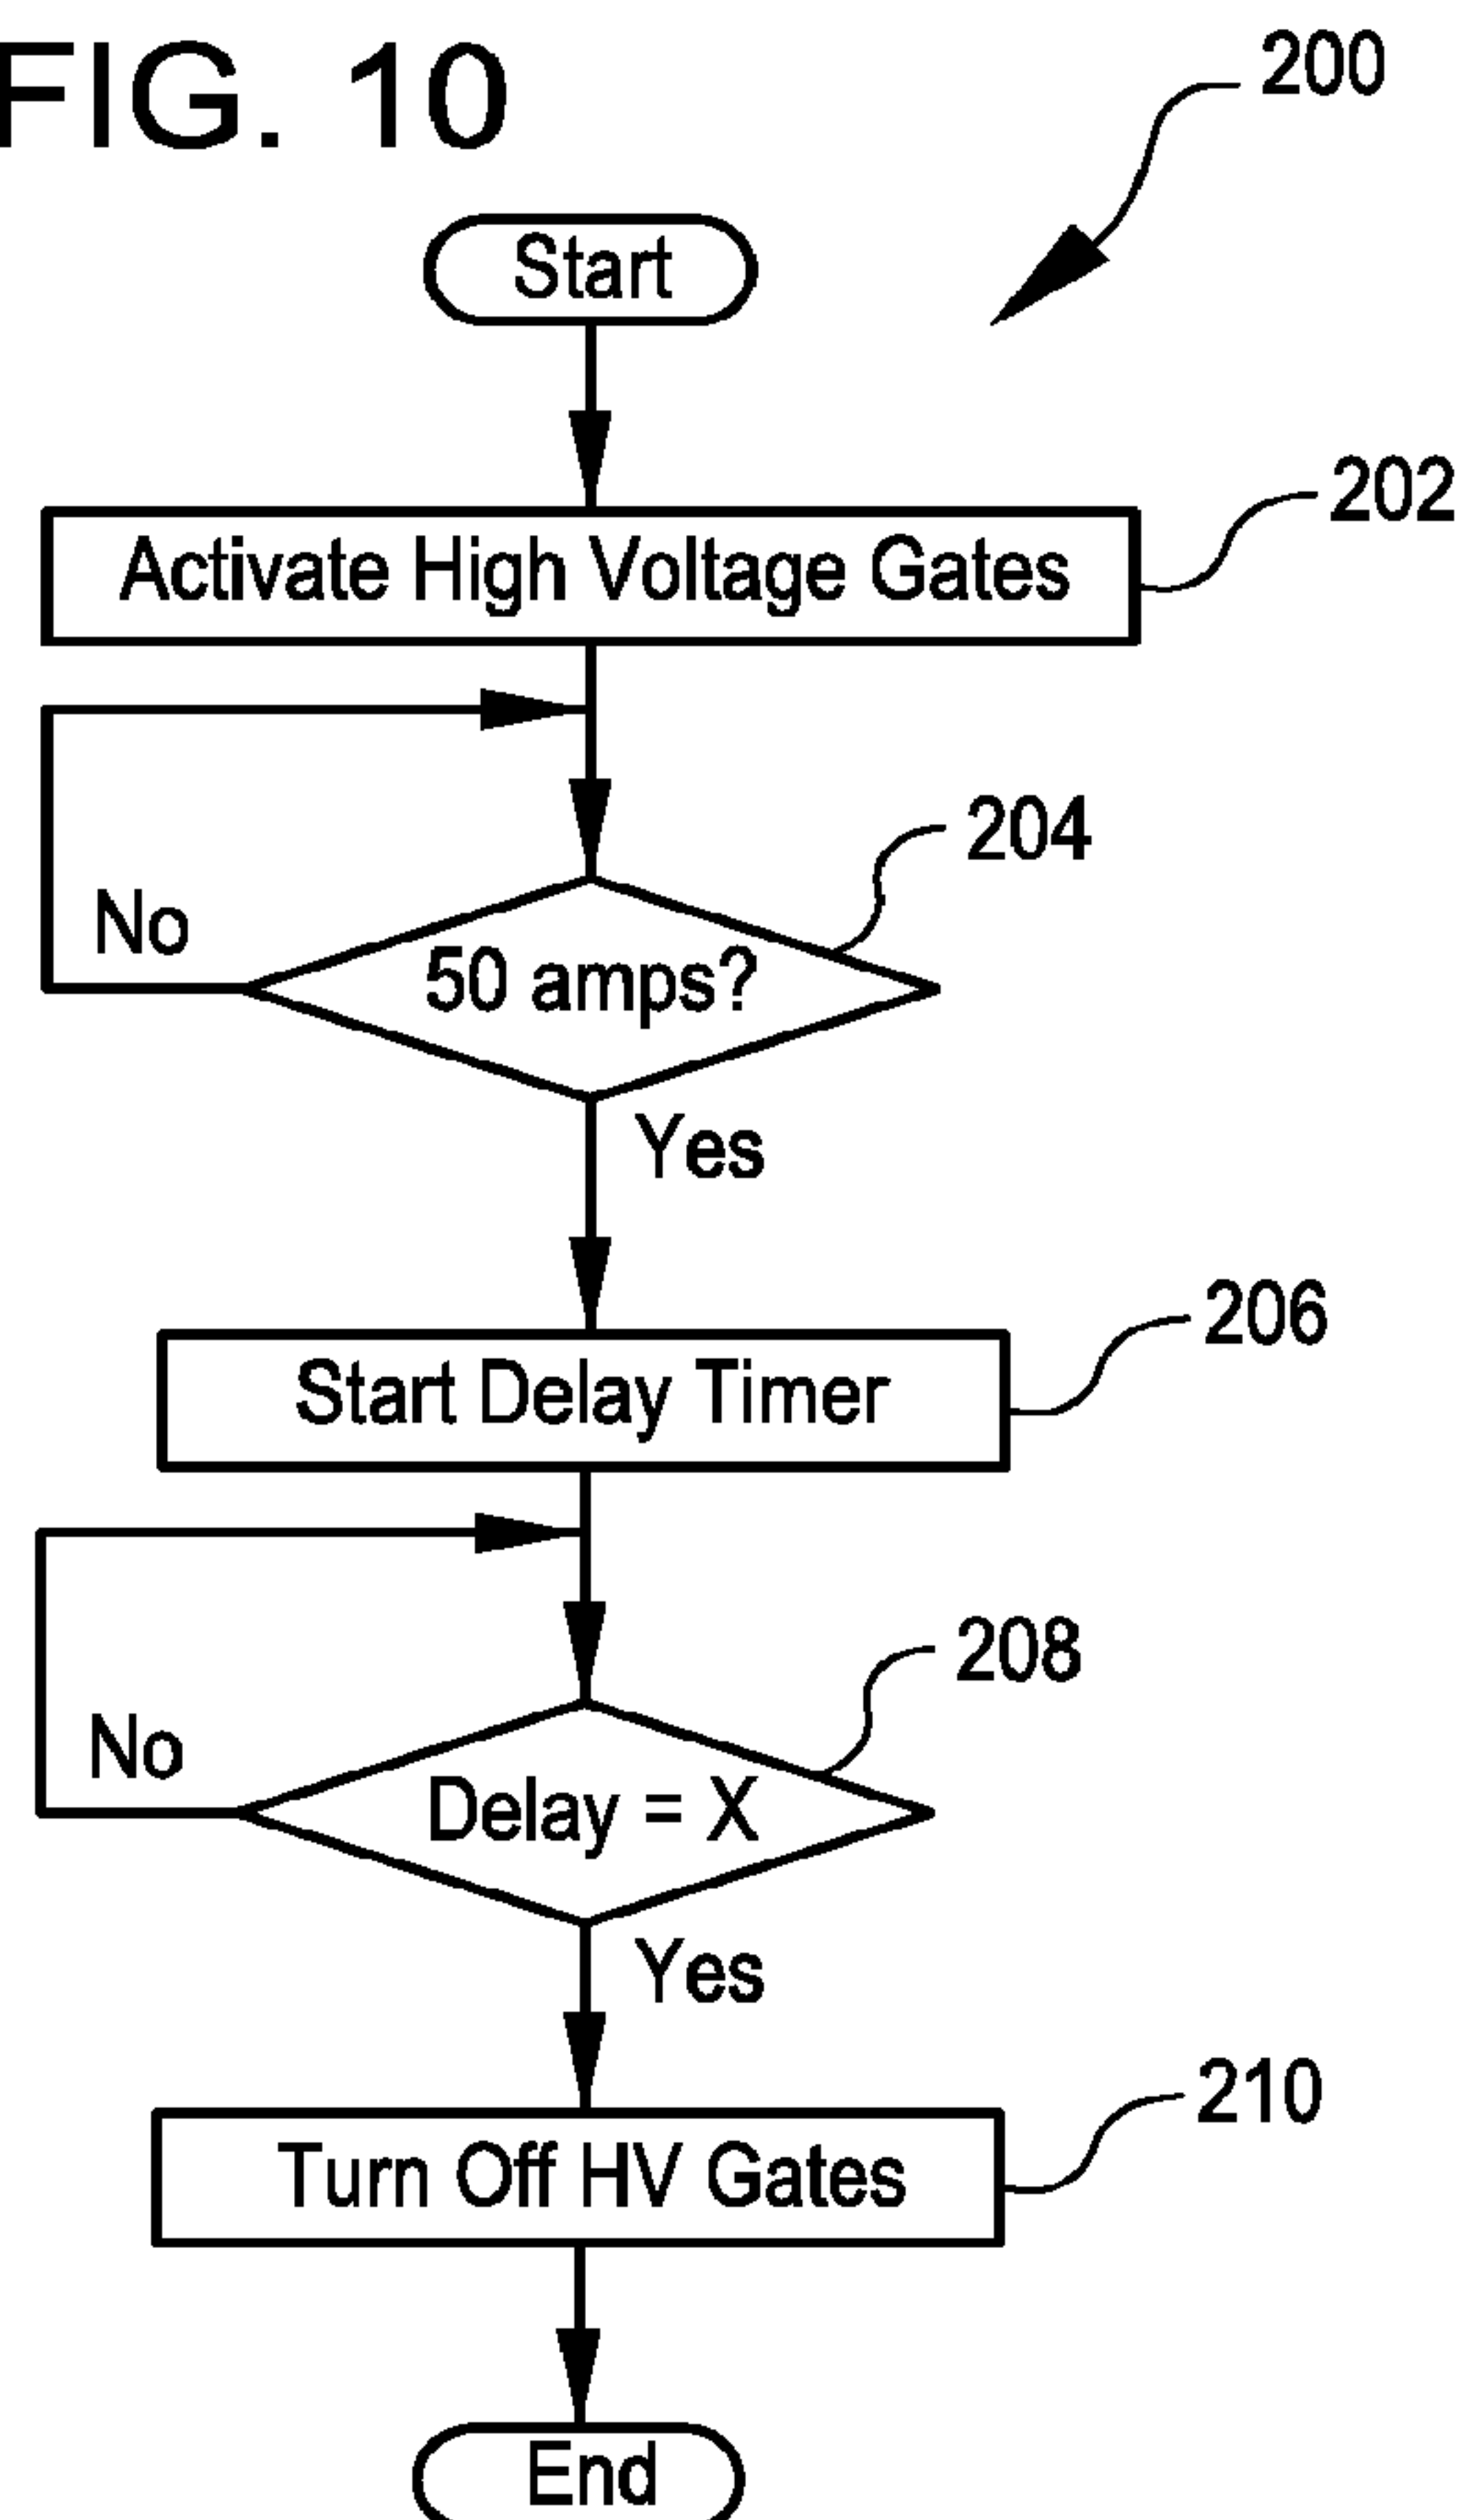 FIG. 10
200
Start
202
Activate High Voltage Gates
204
No
50 amps?
Yes
206
Start Delay Timer
208
No
Delay = X
Yes
210
Turn Off HV Gates
End